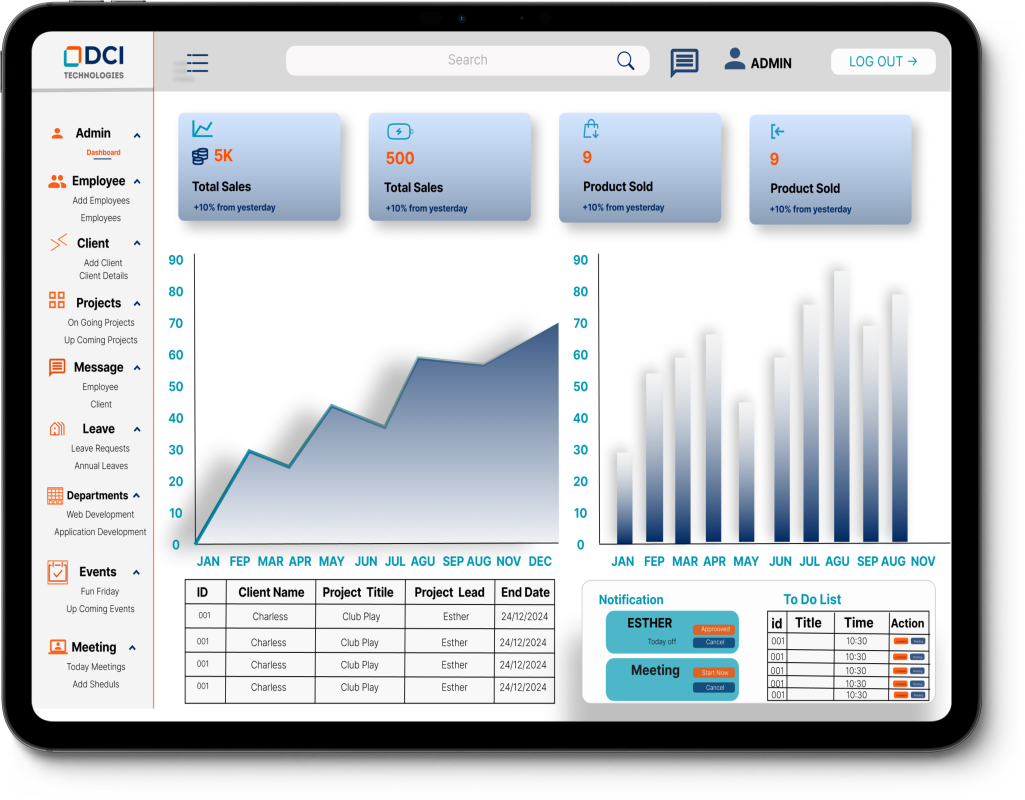 DCI
TECHNOLOGIES
Search
ADMIN
LOG OUT →
Admin
Dashboard
Employee
Add Employees
Employees
Client
Add Client
Client Details
Projects
On Going Projects
Up Coming Projects
Message
Employee
Client
Leave
Leave Requests
Annual Leaves
Departments
Web Development
Application Development
Events
Fun Friday
Up Coming Events
Meeting
Today Meetings
Add Sheduls
5K
Total Sales
+10% from yesterday
500
Total Sales
+10% from yesterday
9
Product Sold
+10% from yesterday
9
Product Sold
+10% from yesterday
90
80
70
60
50
40
30
20
10
0
JAN FEP MAR APR MAY JUN JUL AGU SEP AUG NOV DEC
90
80
70
60
50
40
30
20
10
0
JAN FEP MAR APR MAY JUN JUL AGU SEP AUG NOV
ID Client Name Project Titile Project Lead End Date
001 Charless Club Play Esther 24/12/2024
001 Charless Club Play Esther 24/12/2024
001 Charless Club Play Esther 24/12/2024
001 Charless Club Play Esther 24/12/2024
Notification
ESTHER
Approoved
Today off
Cancel
Meeting
Start Now
Cancel
To Do List
id Title Time Action
001 10:30
001 10:30
001 10:30
001 10:30
001 10:30